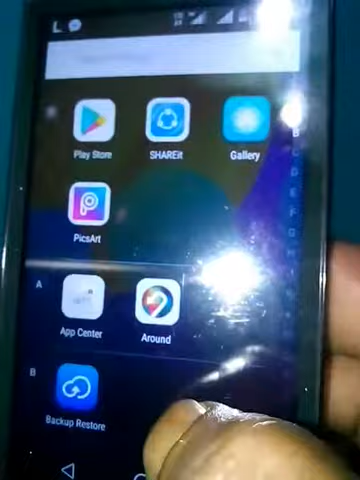 L
Play Store SHAREit Gallery
PicsArt
A
App Center Around
B
Backup Restore